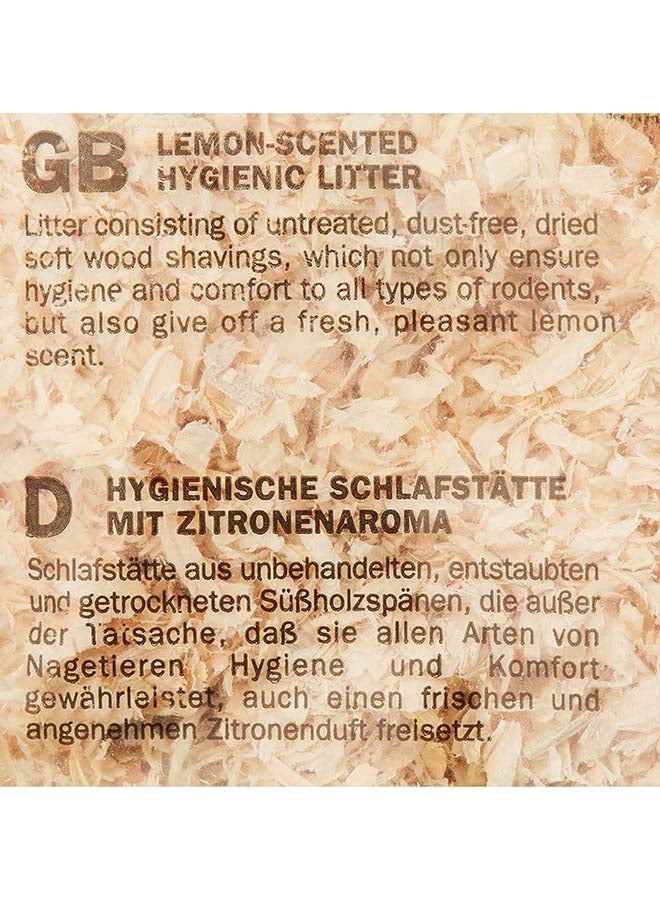 GB LEMON-SCENTED
HYGIENIC LITTER
Litter consisting of untreated, dust-free, dried
soft wood shavings, which not only ensure
hygiene and comfort to all types of rodents,
but also give off a fresh, pleasant lemon
scent.
D HYGIENISCHE SCHLAFSTÄTTE
MIT ZITRONENAROMA
Schlafstätte aus unbehandelten, entstaubten
und getrockneten Süßholzspänen, die außer
der Tatsache, daß sie allen Arten von
Nagetieren Hygiene und Komfort
gewährleistet, auch einen frischen und
angenehmen Zitronenduft freisetzt.